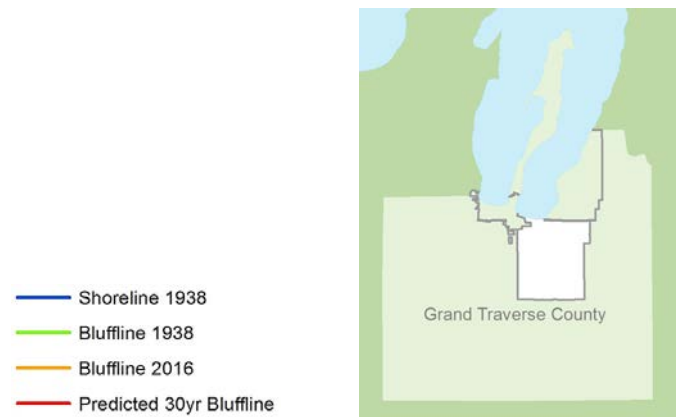 Shoreline 1938
Bluffline 1938
Bluffline 2016
Predicted 30yr Bluffline
Grand Traverse County